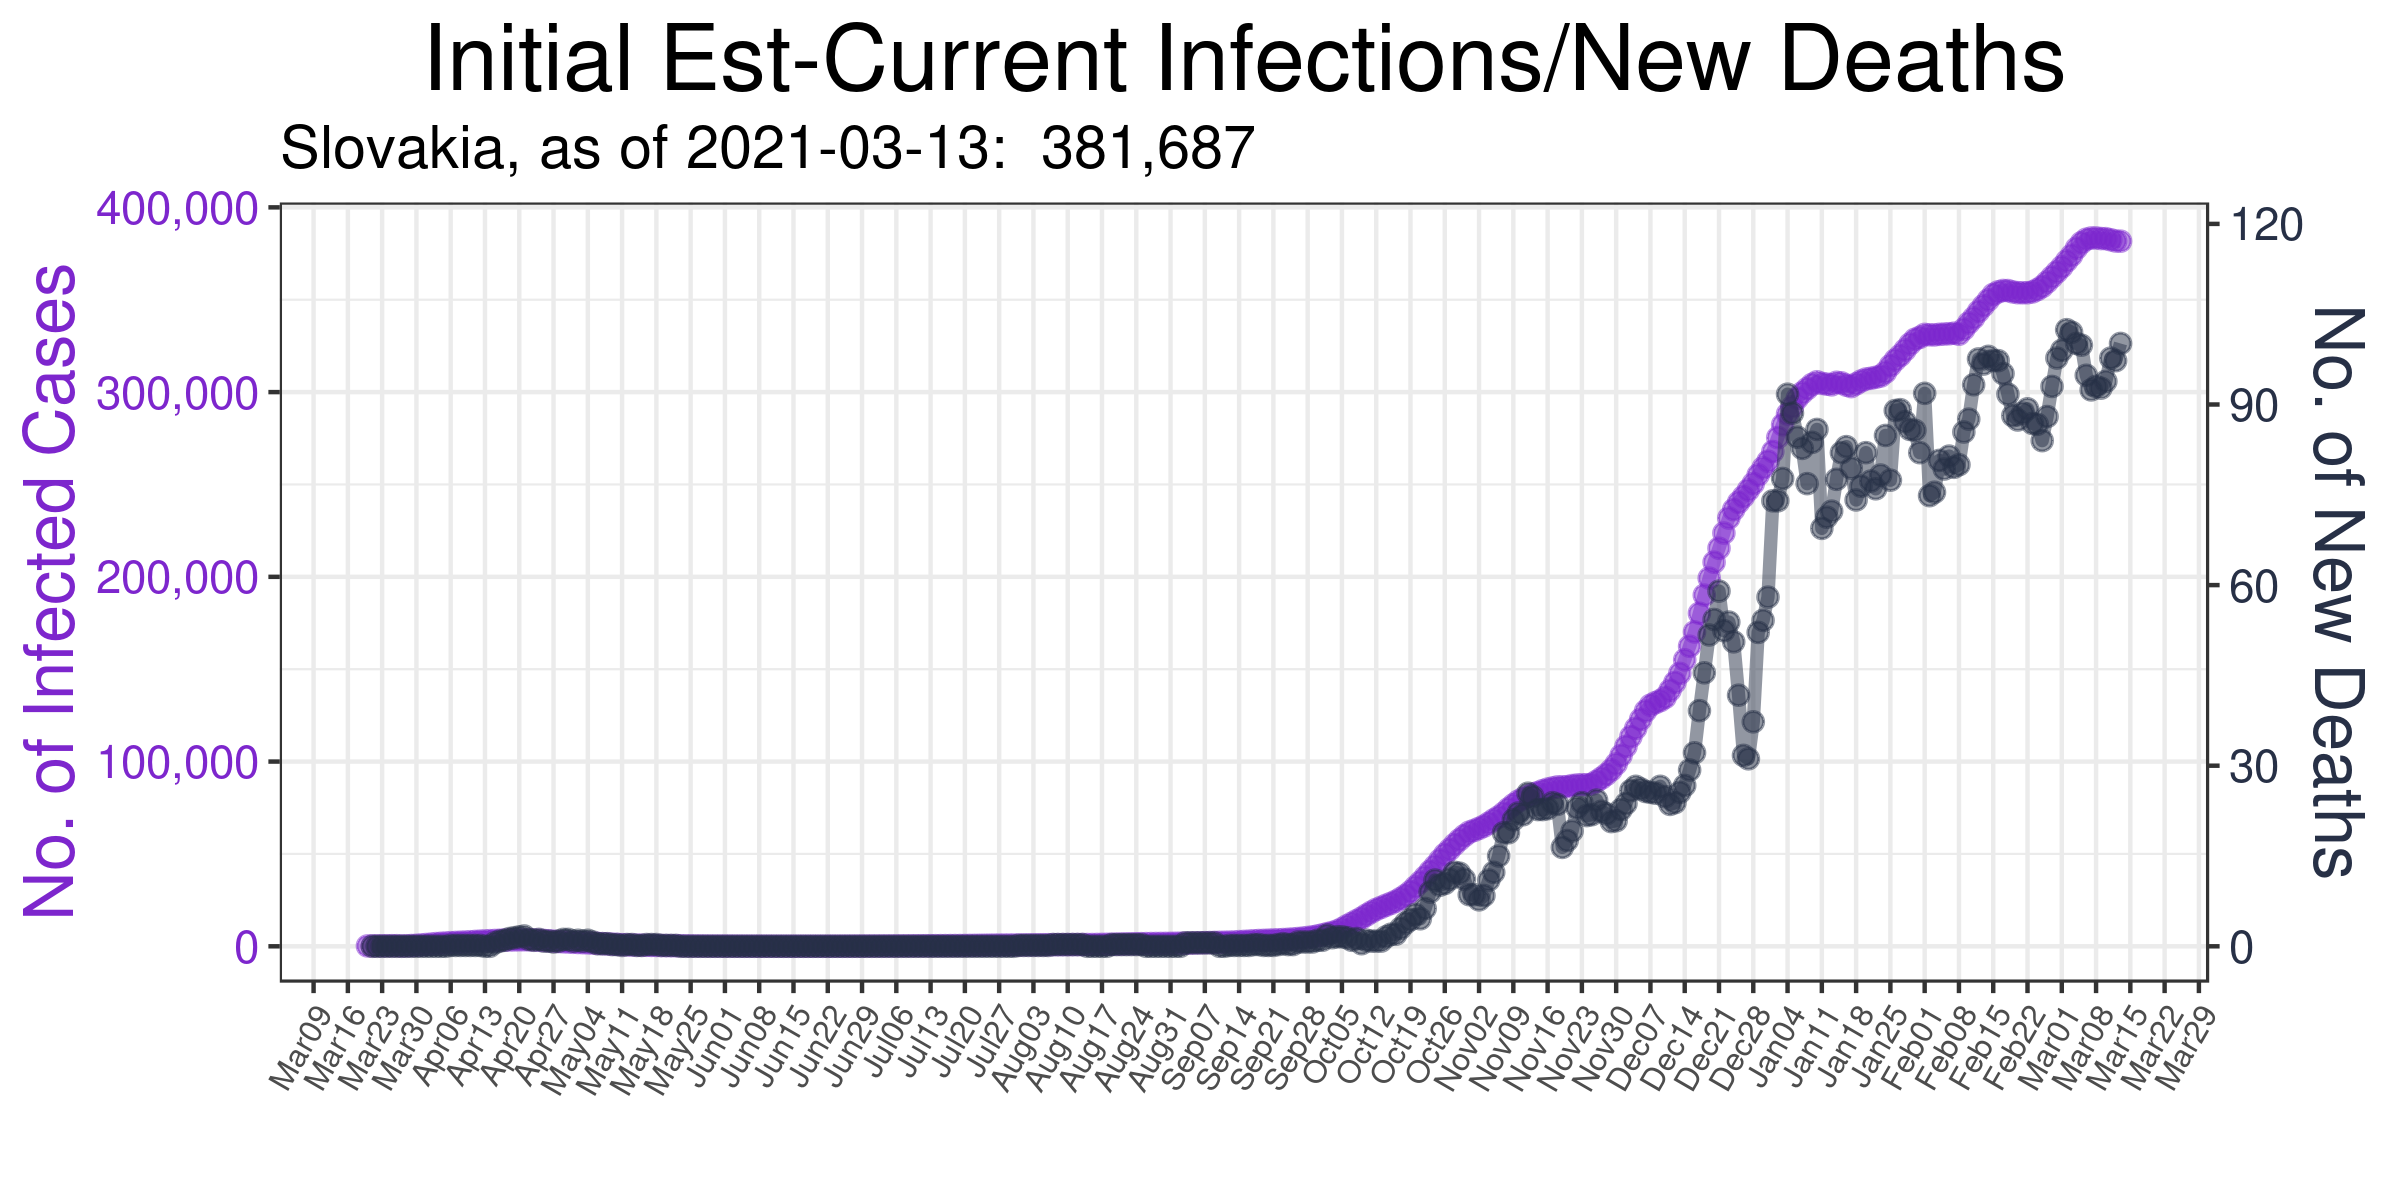 Initial Est-Current Infections/New Deaths
Slovakia, as of 2021-03-13:  381,687
No. of Infected Cases
400,000
300,000
200,000
100,000
0
120
90
60
30
0
No. of New Deaths
Mar09
Mar16
Mar23
Mar30
Apr06
Apr13
Apr20
Apr27
May04
May11
May18
May25
Jun01
Jun08
Jun15
Jun22
Jun29
Jul06
Jul13
Jul20
Jul27
Aug03
Aug10
Aug17
Aug24
Aug31
Sep07
Sep14
Sep21
Sep28
Oct05
Oct12
Oct19
Oct26
Nov02
Nov09
Nov16
Nov23
Nov30
Dec07
Dec14
Dec21
Dec28
Jan04
Jan11
Jan18
Jan25
Feb01
Feb08
Feb15
Feb22
Mar01
Mar08
Mar15
Mar22
Mar29